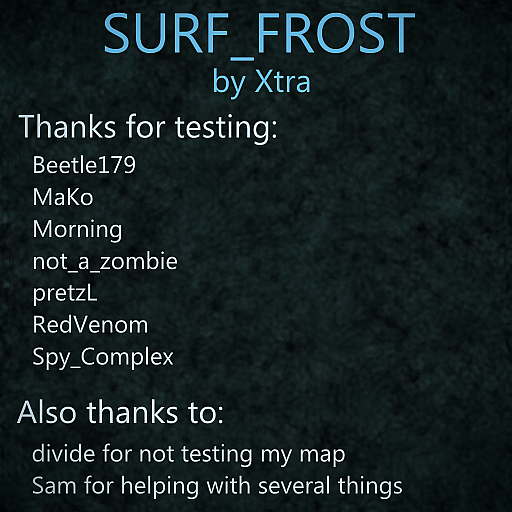 SURF_FROST
by Xtra
Thanks for testing:
Beetle179
MaKo
Morning
not_a_zombie
pretzL
RedVenom
Spy_Complex
Also thanks to:
divide for not testing my map
Sam for helping with several things